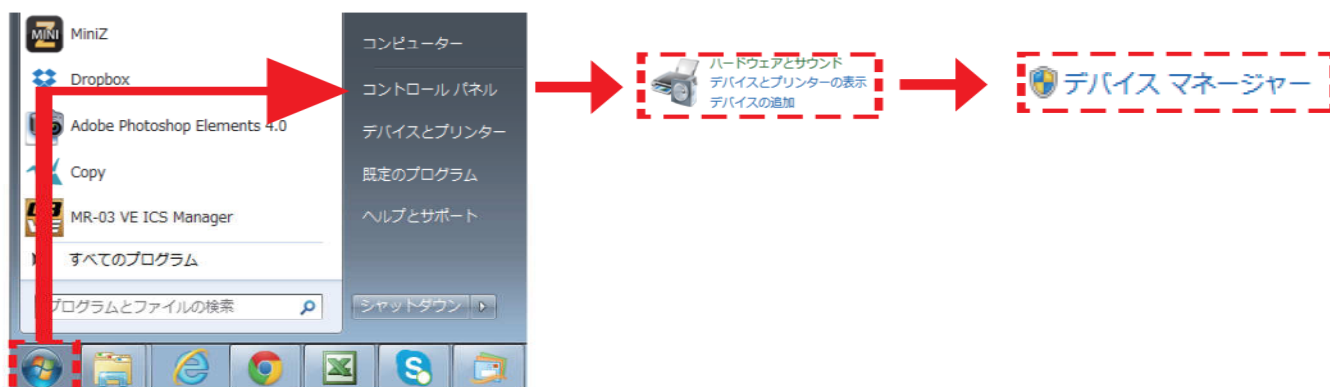 MINI
MiniZ
Dropbox
Adobe Photoshop Elements 4.0
Copy
MR-03 VE ICS Manager
すべてのプログラム
プログラムとファイルの検索
コンピューター
コントロール パネル
デバイスとプリンター
既定のプログラム
ヘルプとサポート
シャットダウン
ハードウェアとサウンド
デバイスとプリンターの表示
デバイスの追加
デバイス マネージャー